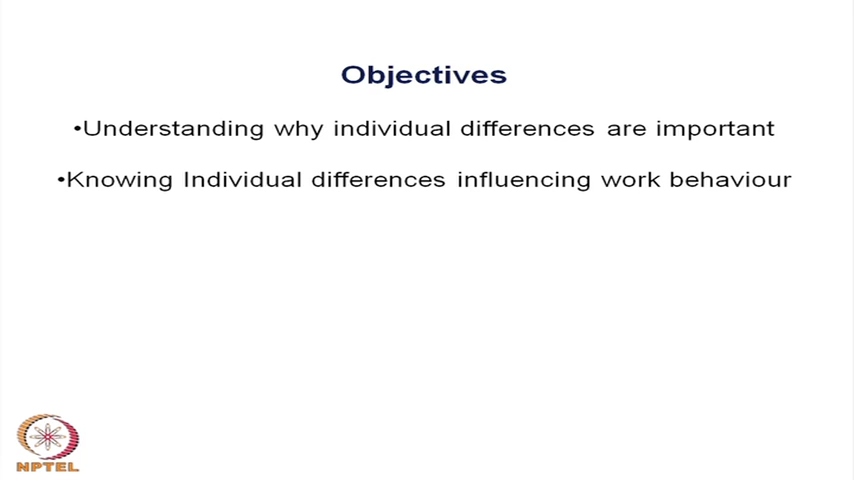 Objectives
•Understanding why individual differences are important
•Knowing Individual differences influencing work behaviour
NPTEL